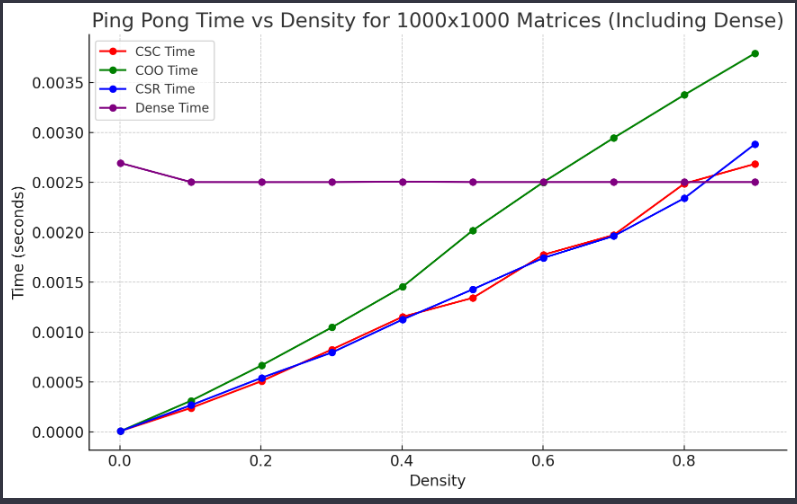 Ping Pong Time vs Density for 1000x1000 Matrices (Including Dense)
CSC Time
COO Time
CSR Time
Dense Time
0.0035
0.0030
0.0025
0.0020
0.0015
0.0010
0.0005
0.0000
Time (seconds)
0.0 0.2 0.4 0.6 0.8
Density